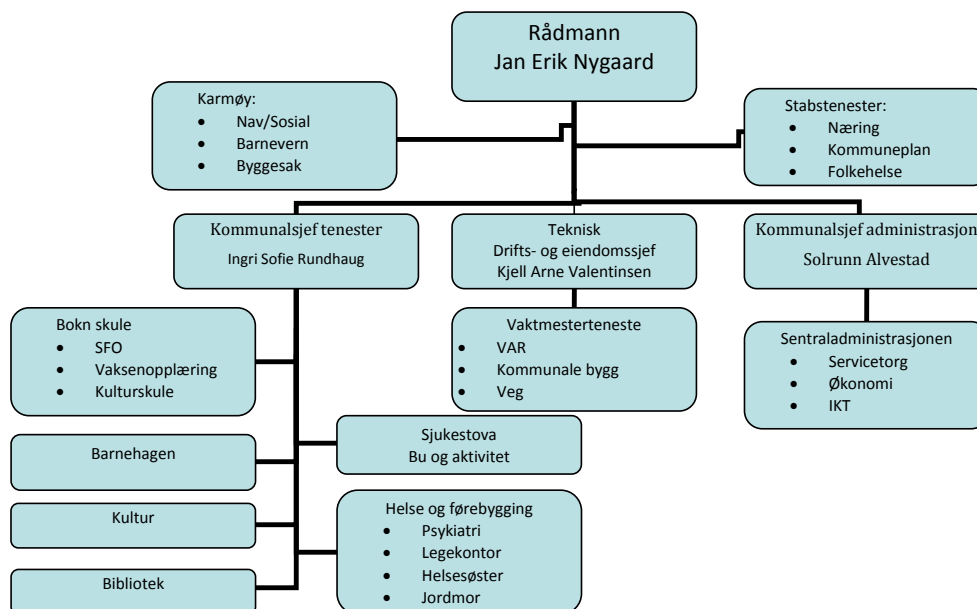 Rådmann
Jan Erik Nygaard
Karmøy:
• Nav/Sosial
• Barnevern
• Byggesak
Stabstenester:
• Næring
• Kommuneplan
• Folkehelse
Kommunalsjef tenester
Ingri Sofie Rundhaug
Teknisk
Drifts- og eiendomssjef
Kjell Arne Valentinsen
Kommunalsjef administrasjon
Solrunn Alvestad
Bokn skule
• SFO
• Vaksenopplæring
• Kulturskule
Vaktmesterteneste
• VAR
• Kommunale bygg
• Veg
Sentraladministrasjonen
• Servicetorg
• Økonomi
• IKT
Barnehagen
Sjukestova
Bu og aktivitet
Kultur
Helse og førebygging
• Psykiatri
• Legekontor
• Helsesøster
• Jordmor
Bibliotek